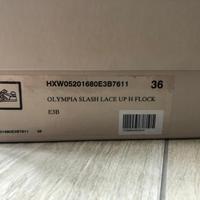 HXW05201680E3B7611 36
OLYMPIA SLASH LACE UP H FLOCK
E3B